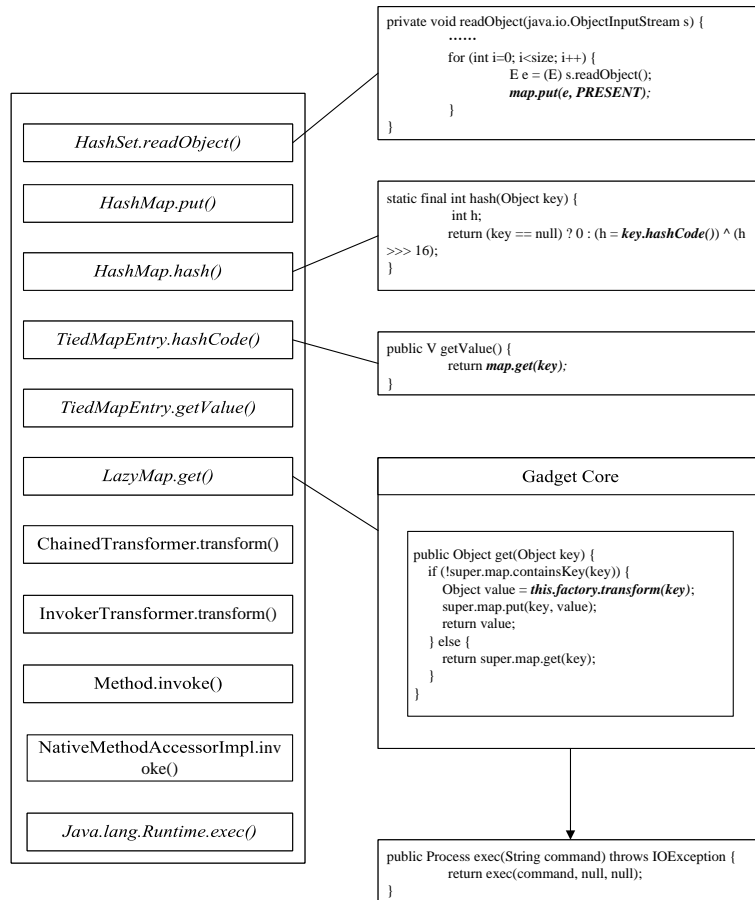 HashSet.readObject()
HashMap.put()
HashMap.hash()
TiedMapEntry.hashCode()
TiedMapEntry.getValue()
LazyMap.get()
ChainedTransformer.transform()
InvokerTransformer.transform()
Method.invoke()
NativeMethodAccessorImpl.inv
oke()
Java.lang.Runtime.exec()
private void readObject(java.io.ObjectInputStream s) {
……
for (int i=0; i<size; i++) {
E e = (E) s.readObject();
map.put(e, PRESENT);
}
}
static final int hash(Object key) {
int h;
return (key == null) ? 0 : (h = key.hashCode()) ^ (h
>>> 16);
}
public V getValue() {
return map.get(key);
}
Gadget Core
public Object get(Object key) {
if (!super.map.containsKey(key)) {
Object value = this.factory.transform(key);
super.map.put(key, value);
return value;
} else {
return super.map.get(key);
}
}
public Process exec(String command) throws IOException {
return exec(command, null, null);
}